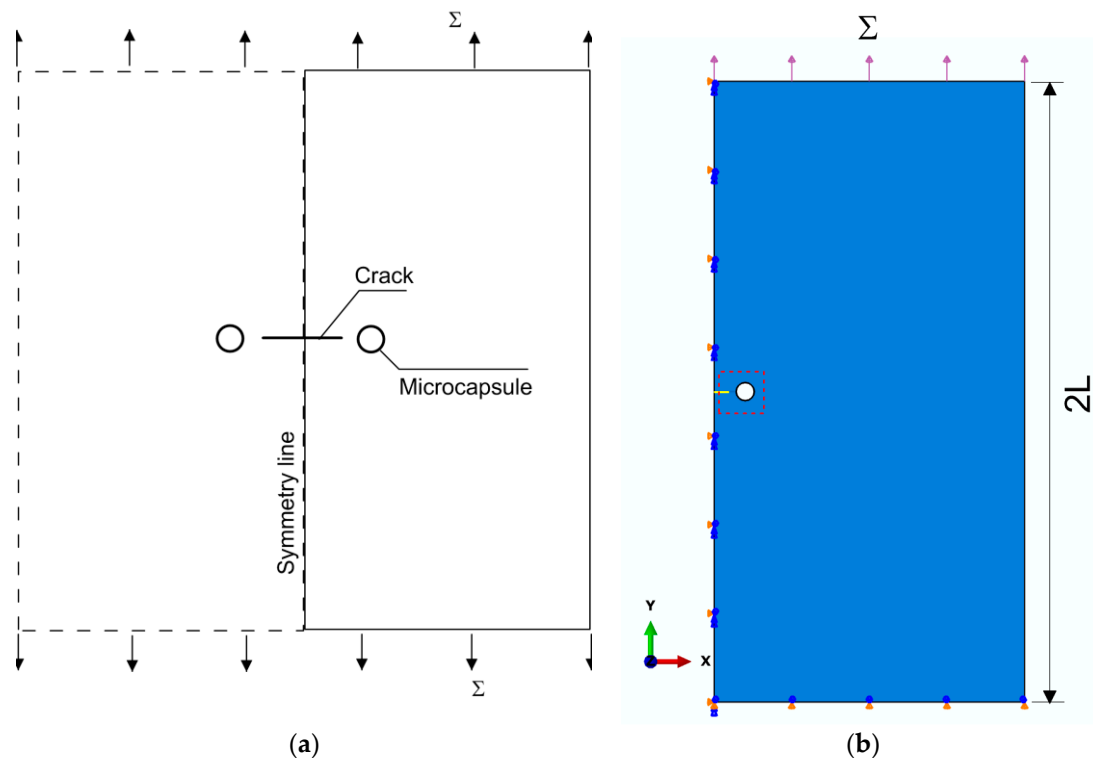 Σ
Crack
Microcapsule
Symmetry line
Σ
(a)
Σ
2L
Y
Z
X
(b)